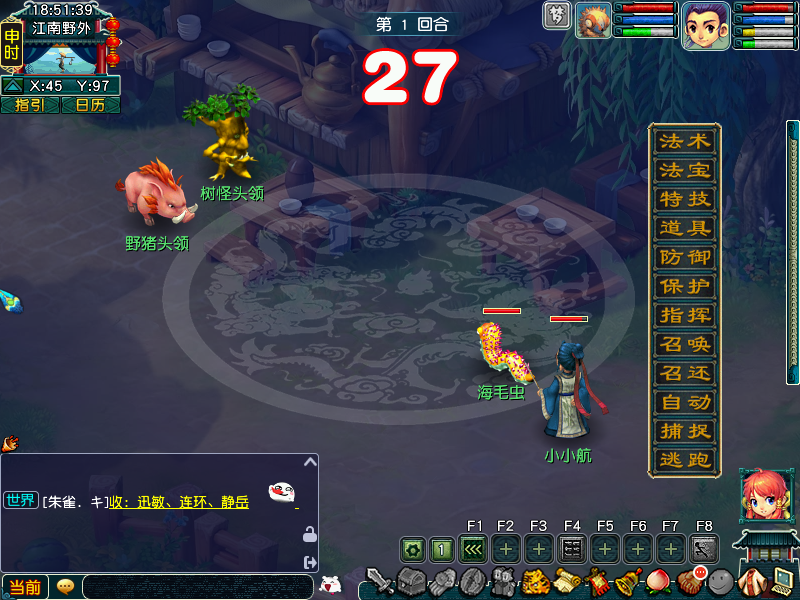 18:51:39
江南野外
申时
X:45 Y:97
指引 日历
第 1 回合
27
梦
树怪头领
野猪头领
海毛虫
小小航
法术
法宝
特技
道具
防御
保护
指挥
召唤
召还
自动
捕捉
逃跑
世界 [朱雀．キ]收：迅敏、连环、静岳
F1 F2 F3 F4 F5 F6 F7 F8
1
当前